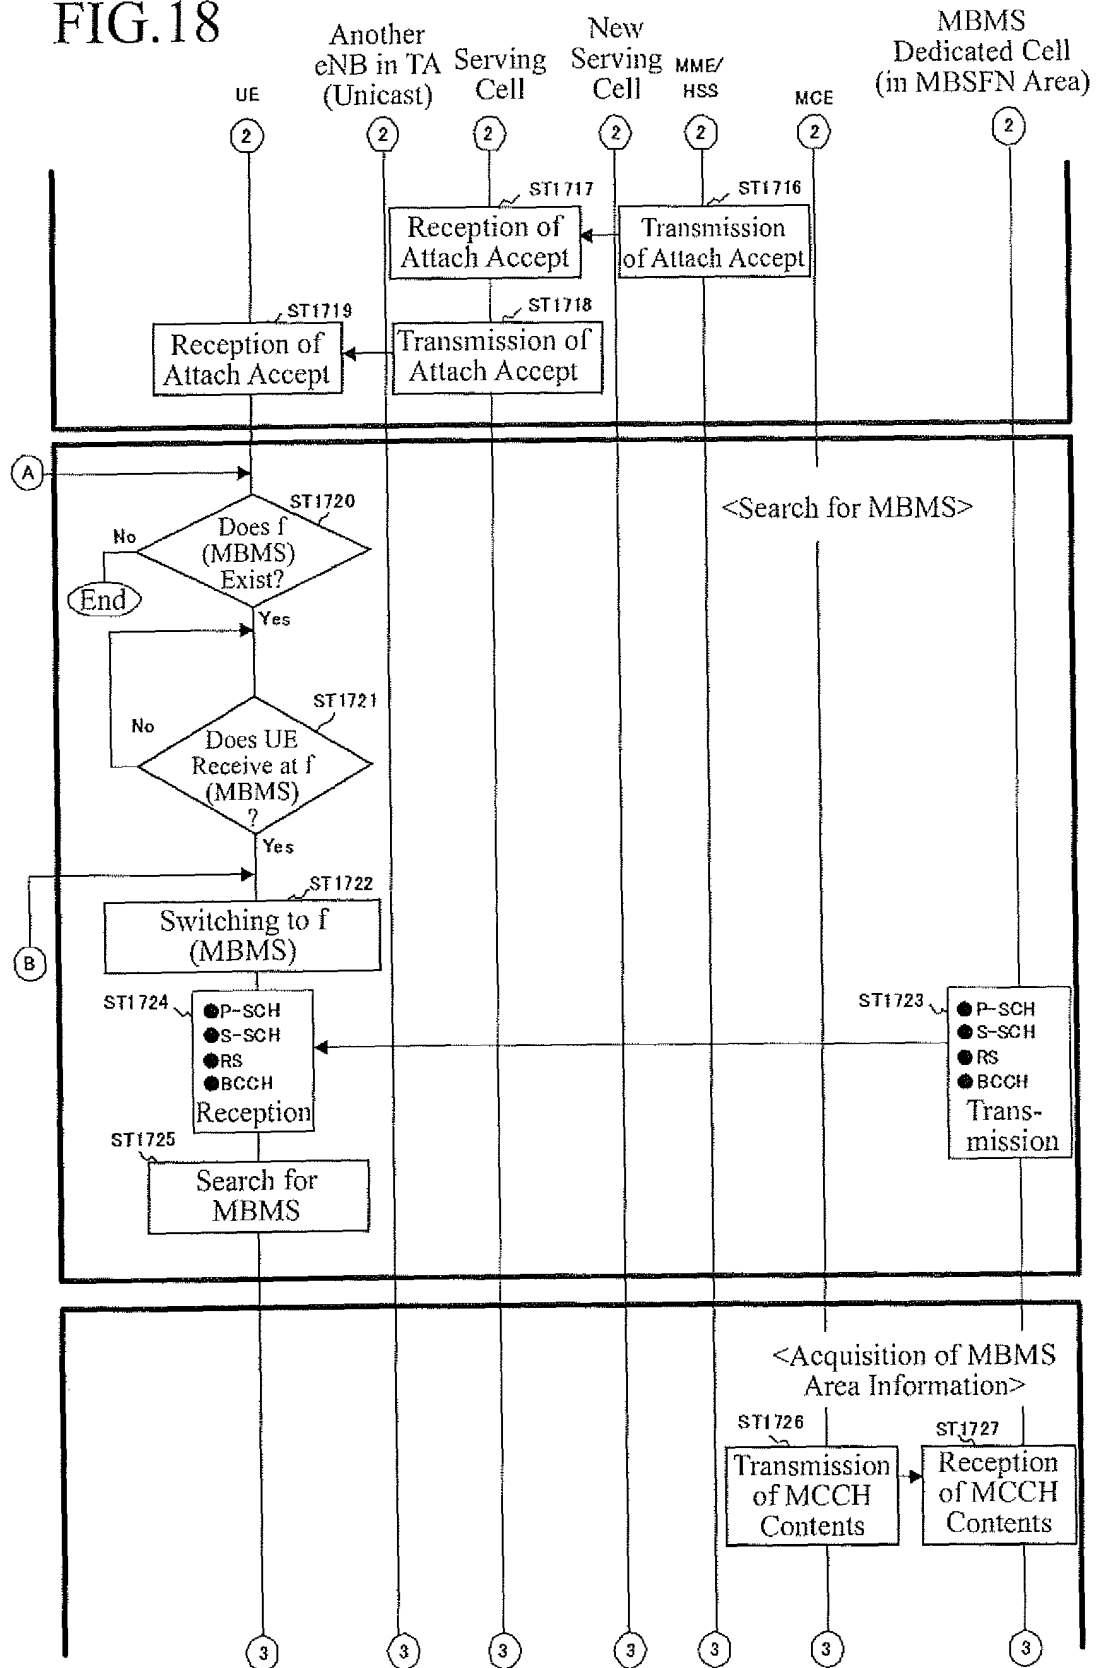 FIG.18
UE
Another
eNB in TA
(Unicast)
Serving
Cell
New
Serving
Cell
MME/
HSS
MCE
MBMS
Dedicated Cell
(in MBSFN Area)
2
2
2
2
2
2
2
ST1717
Reception of
Attach Accept
ST1716
Transmission
of Attach Accept
ST1719
Reception of
Attach Accept
ST1718
Transmission of
Attach Accept
A
<Search for MBMS>
ST1720
Does f
(MBMS)
Exist?
No
End
Yes
ST1721
No
Does UE
Receive at f
(MBMS)
?
Yes
B
ST1722
Switching to f
(MBMS)
ST1724
●P-SCH
●S-SCH
●RS
●BCCH
Reception
ST1723
●P-SCH
●S-SCH
●RS
●BCCH
Trans-
mission
ST1725
Search for
MBMS
<Acquisition of MBMS
Area Information>
ST1726
Transmission
of MCCH
Contents
ST1727
Reception
of MCCH
Contents
3
3
3
3
3
3
3